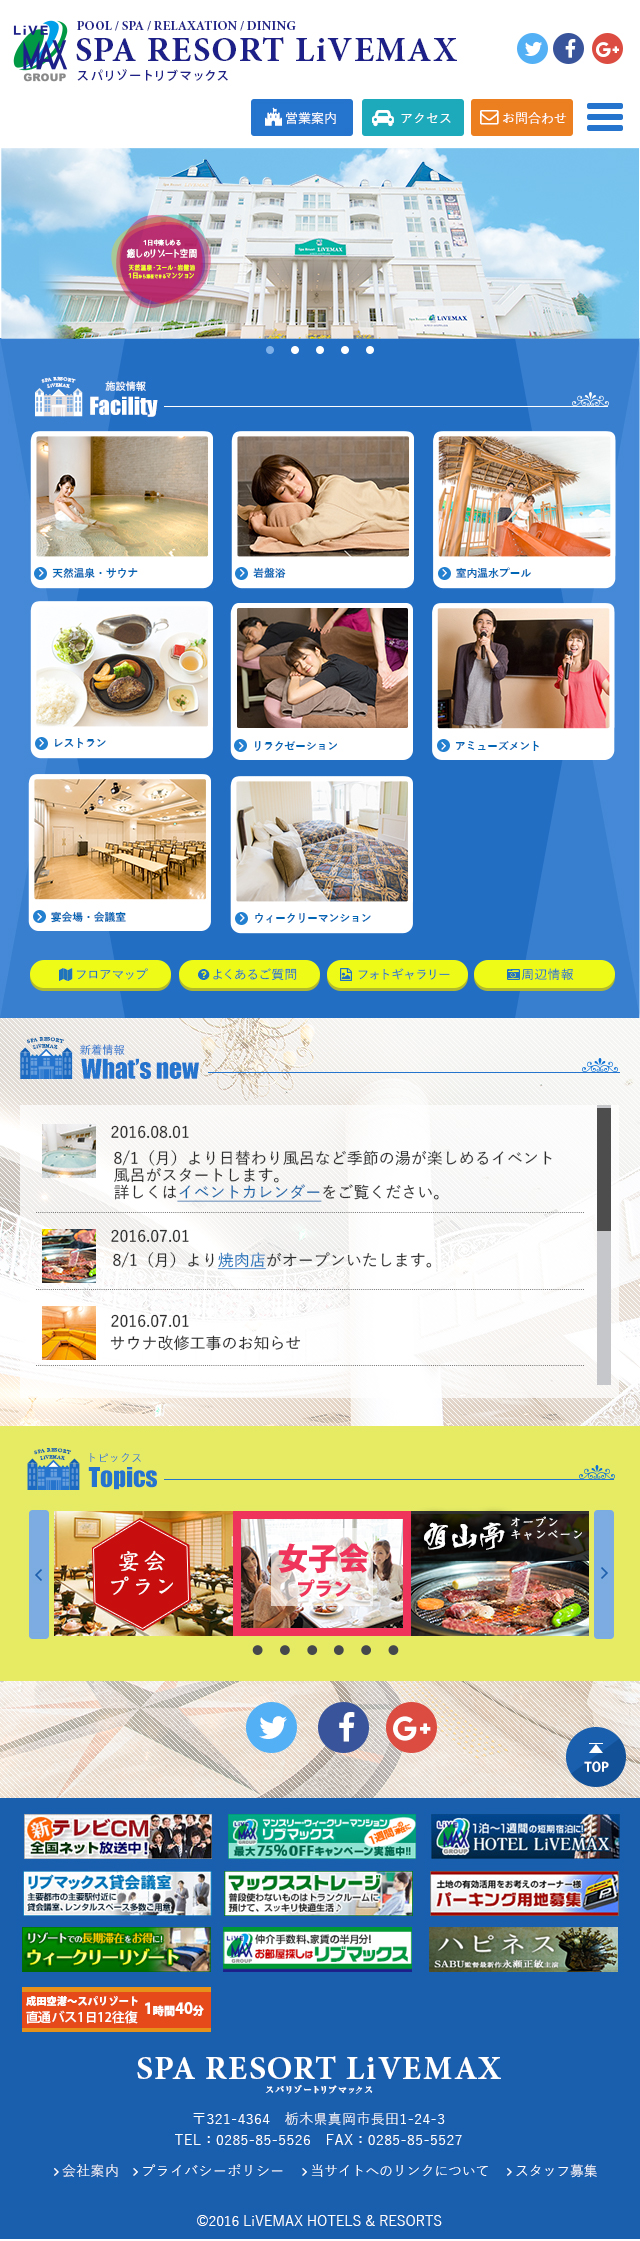 LiVE
MAX
GROUP
POOL / SPA / RELAXATION / DINING
SPA RESORT LiVEMAX
スパリゾートリブマックス
営業案内
アクセス
お問合わせ
1日中楽しめる
癒しのリゾート空間
天然温泉・プール・岩盤浴
1日から滞在できるマンション
Spa Resort LiVEMAX
LiVEMAX
SPA RESORT
LiVEMAX
施設情報
Facility
天然温泉・サウナ
岩盤浴
室内温水プール
レストラン
リラクゼーション
アミューズメント
宴会場・会議室
ウィークリーマンション
フロアマップ
よくあるご質問
フォトギャラリー
周辺情報
SPA RESORT
LiVEMAX
新着情報
What's new
2016.08.01
8/1（月）より日替わり風呂など季節の湯が楽しめるイベント
風呂がスタートします。
詳しくはイベントカレンダーをご覧ください。
2016.07.01
8/1（月）より焼肉店がオープンいたします。
2016.07.01
サウナ改修工事のお知らせ
SPA RESORT
LiVEMAX
トピックス
Topics
宴会
プラン
女子会
プラン
オープン
キャンペーン
山亭
TOP
新テレビCM
全国ネット放送中！
マンスリー・ウィークリーマンション
リブマックス
1週間から即日に
最大75%OFFキャンペーン実施中!!
1泊〜1週間の短期宿泊に！
HOTEL LiVEMAX
リブマックス貸会議室
主要都市の主要駅付近に
貸会議室、レンタルスペース多数ご用意
マックスストレージ
普段使わないものはトランクルームに
預けて、スッキリ快適生活♪
土地の有効活用をお考えのオーナー様
パーキング用地募集
リゾートでの長期滞在をお得に！
ウィークリーリゾート
仲介手数料、家賃の半月分!
お部屋探しはリブマックス
ハピネス
SABU監督最新作永瀬正敏主演
成田空港〜スパリゾート
直通バス1日12往復
1時間40分
SPA RESORT LiVEMAX
スパリゾートリブマックス
〒321-4364　栃木県真岡市長田1-24-3
TEL：0285-85-5526　FAX：0285-85-5527
会社案内
プライバシーポリシー
当サイトへのリンクについて
スタッフ募集
©2016 LiVEMAX HOTELS & RESORTS